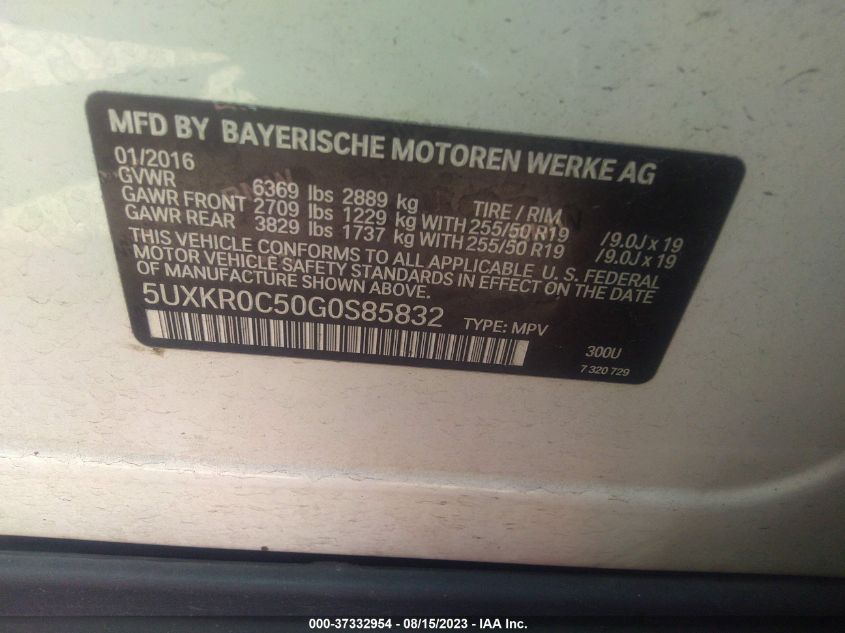 MFD BY BAYERISCHE MOTOREN WERKE AG
01/2016
GVWR 6369 lbs 2889 kg TIRE / RIM
GAWR FRONT 2709 lbs 1229 kg WITH 255/50 R19 /9.0J x 19
GAWR REAR 3829 lbs 1737 kg WITH 255/50 R19 /9.0J x 19
THIS VEHICLE CONFORMS TO ALL APPLICABLE U. S. FEDERAL
MOTOR VEHICLE SAFETY STANDARDS IN EFFECT ON THE DATE
OF MANUFACTURE SHOWN ABOVE.
5UXKR0C50G0S85832 TYPE: MPV
300U
7 320 729
000-37332954 - 08/15/2023 - IAA Inc.